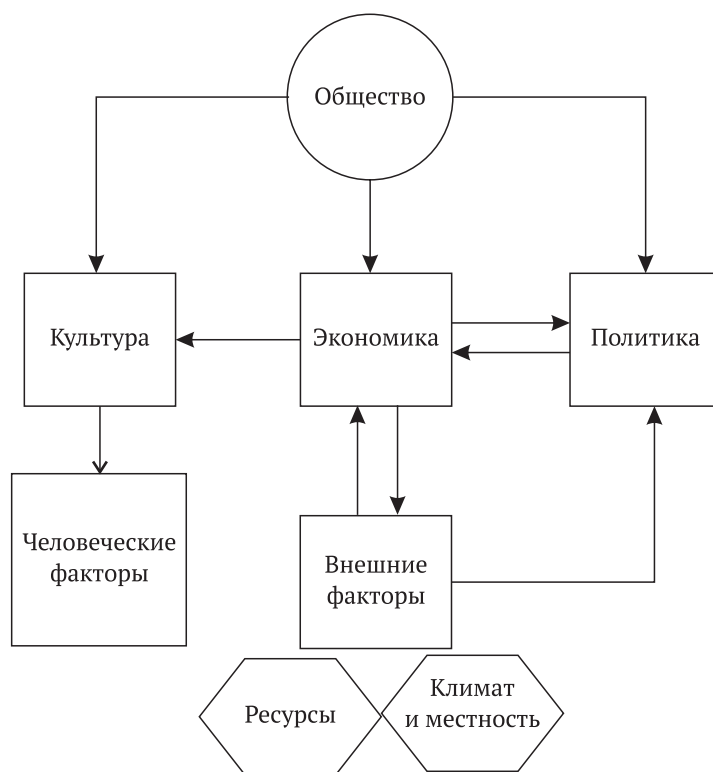 Общество
Культура
Экономика
Политика
Человеческие
факторы
Внешние
факторы
Ресурсы
Климат
и местность